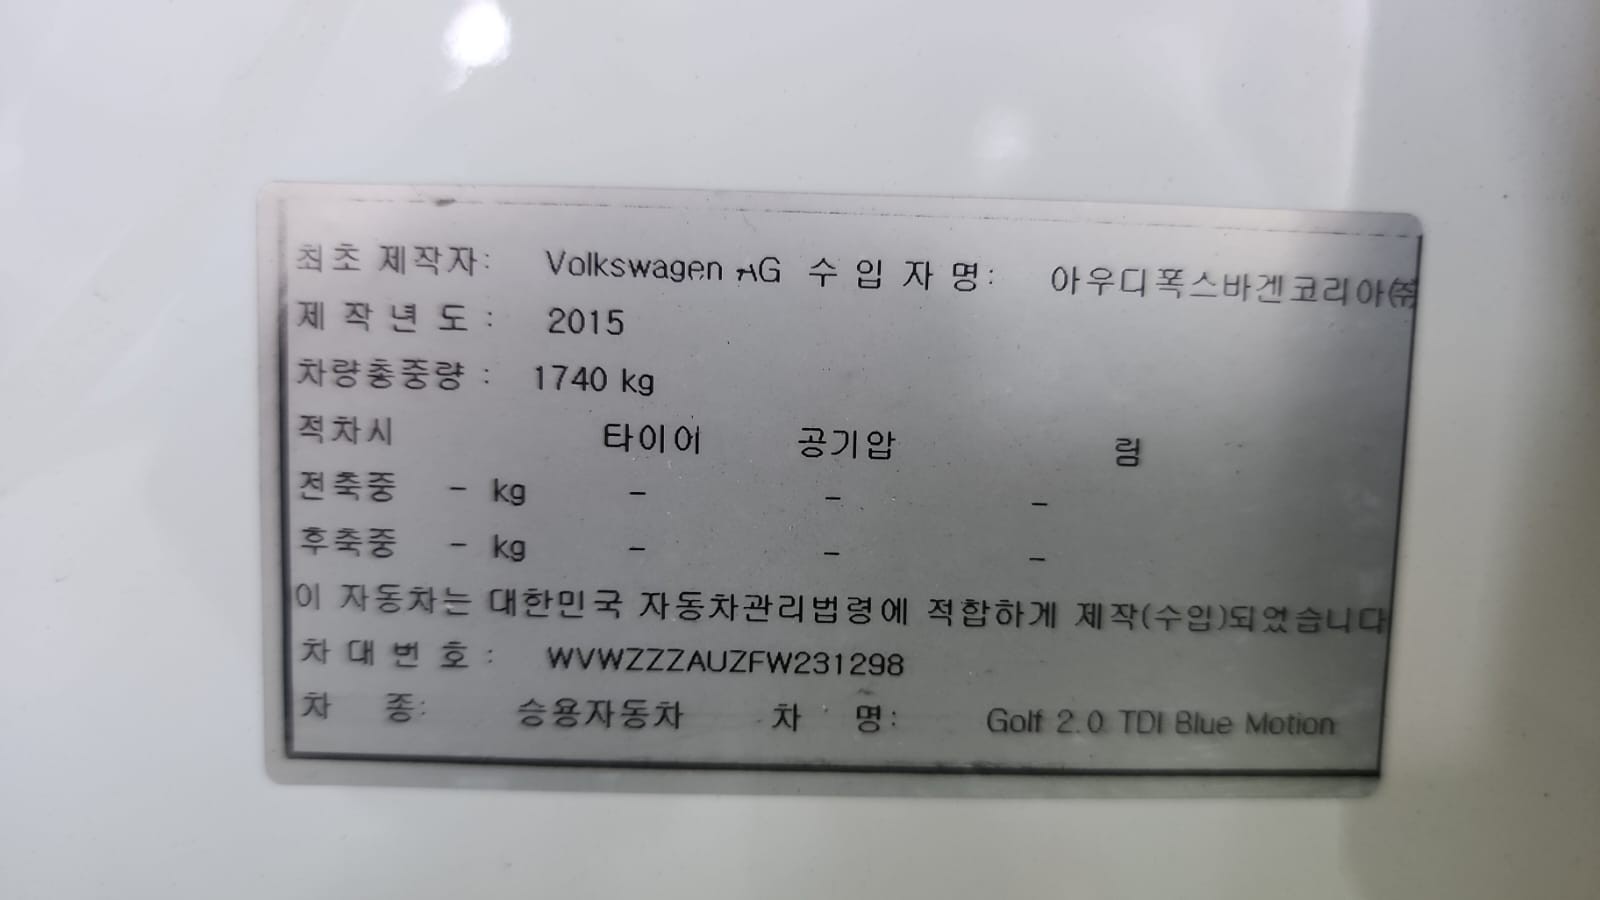 최초 제작자: Volkswagen AG 수 입 자 명: 아우디폭스바겐코리아㈜
제 작 년 도 : 2015
차량총중량 : 1740 kg
적차시 타이어 공기압 림
전축중 - kg - - -
후축중 - kg - - -
이 자동차는 대한민국 자동차관리법령에 적합하게 제작(수입)되었습니다
차 대 번 호 : WVWZZZAUZFW231298
차 종: 승용자동차 차 명: Golf 2.0 TDI Blue Motion